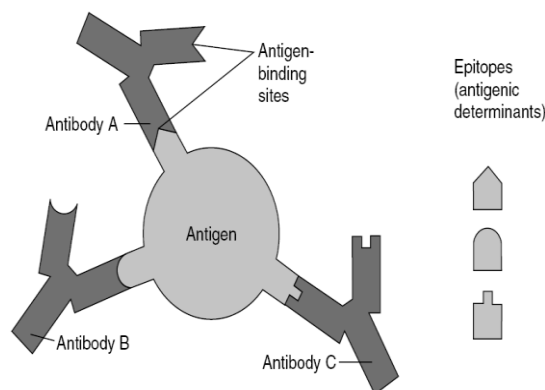 Antigen-
binding
sites
Epitopes
(antigenic
determinants)
Antibody A
Antigen
Antibody B
Antibody C